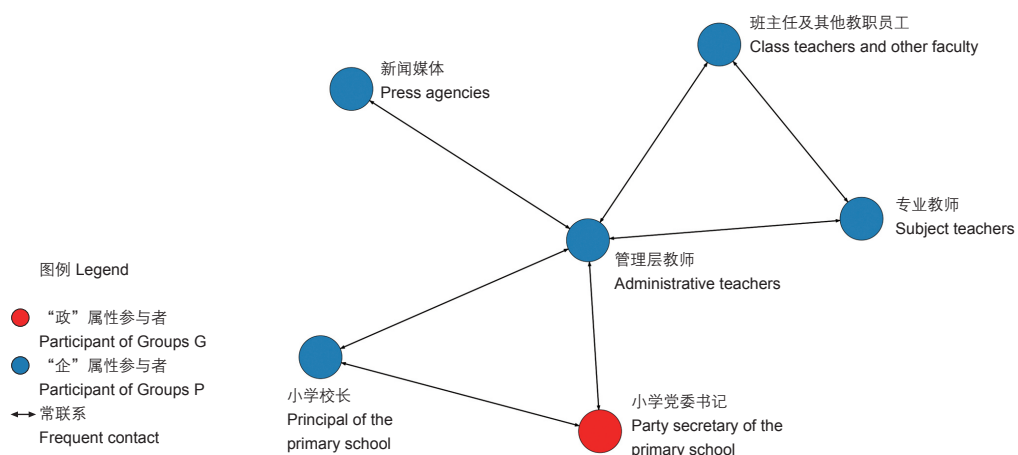 班主任及其他教职员工
Class teachers and other faculty
新闻媒体
Press agencies
专业教师
Subject teachers
管理层教师
Administrative teachers
图例 Legend
“政”属性参与者
Participant of Groups G
“企”属性参与者
Participant of Groups P
常联系
Frequent contact
小学校长
Principal of the
primary school
小学党委书记
Party secretary of the
primary school